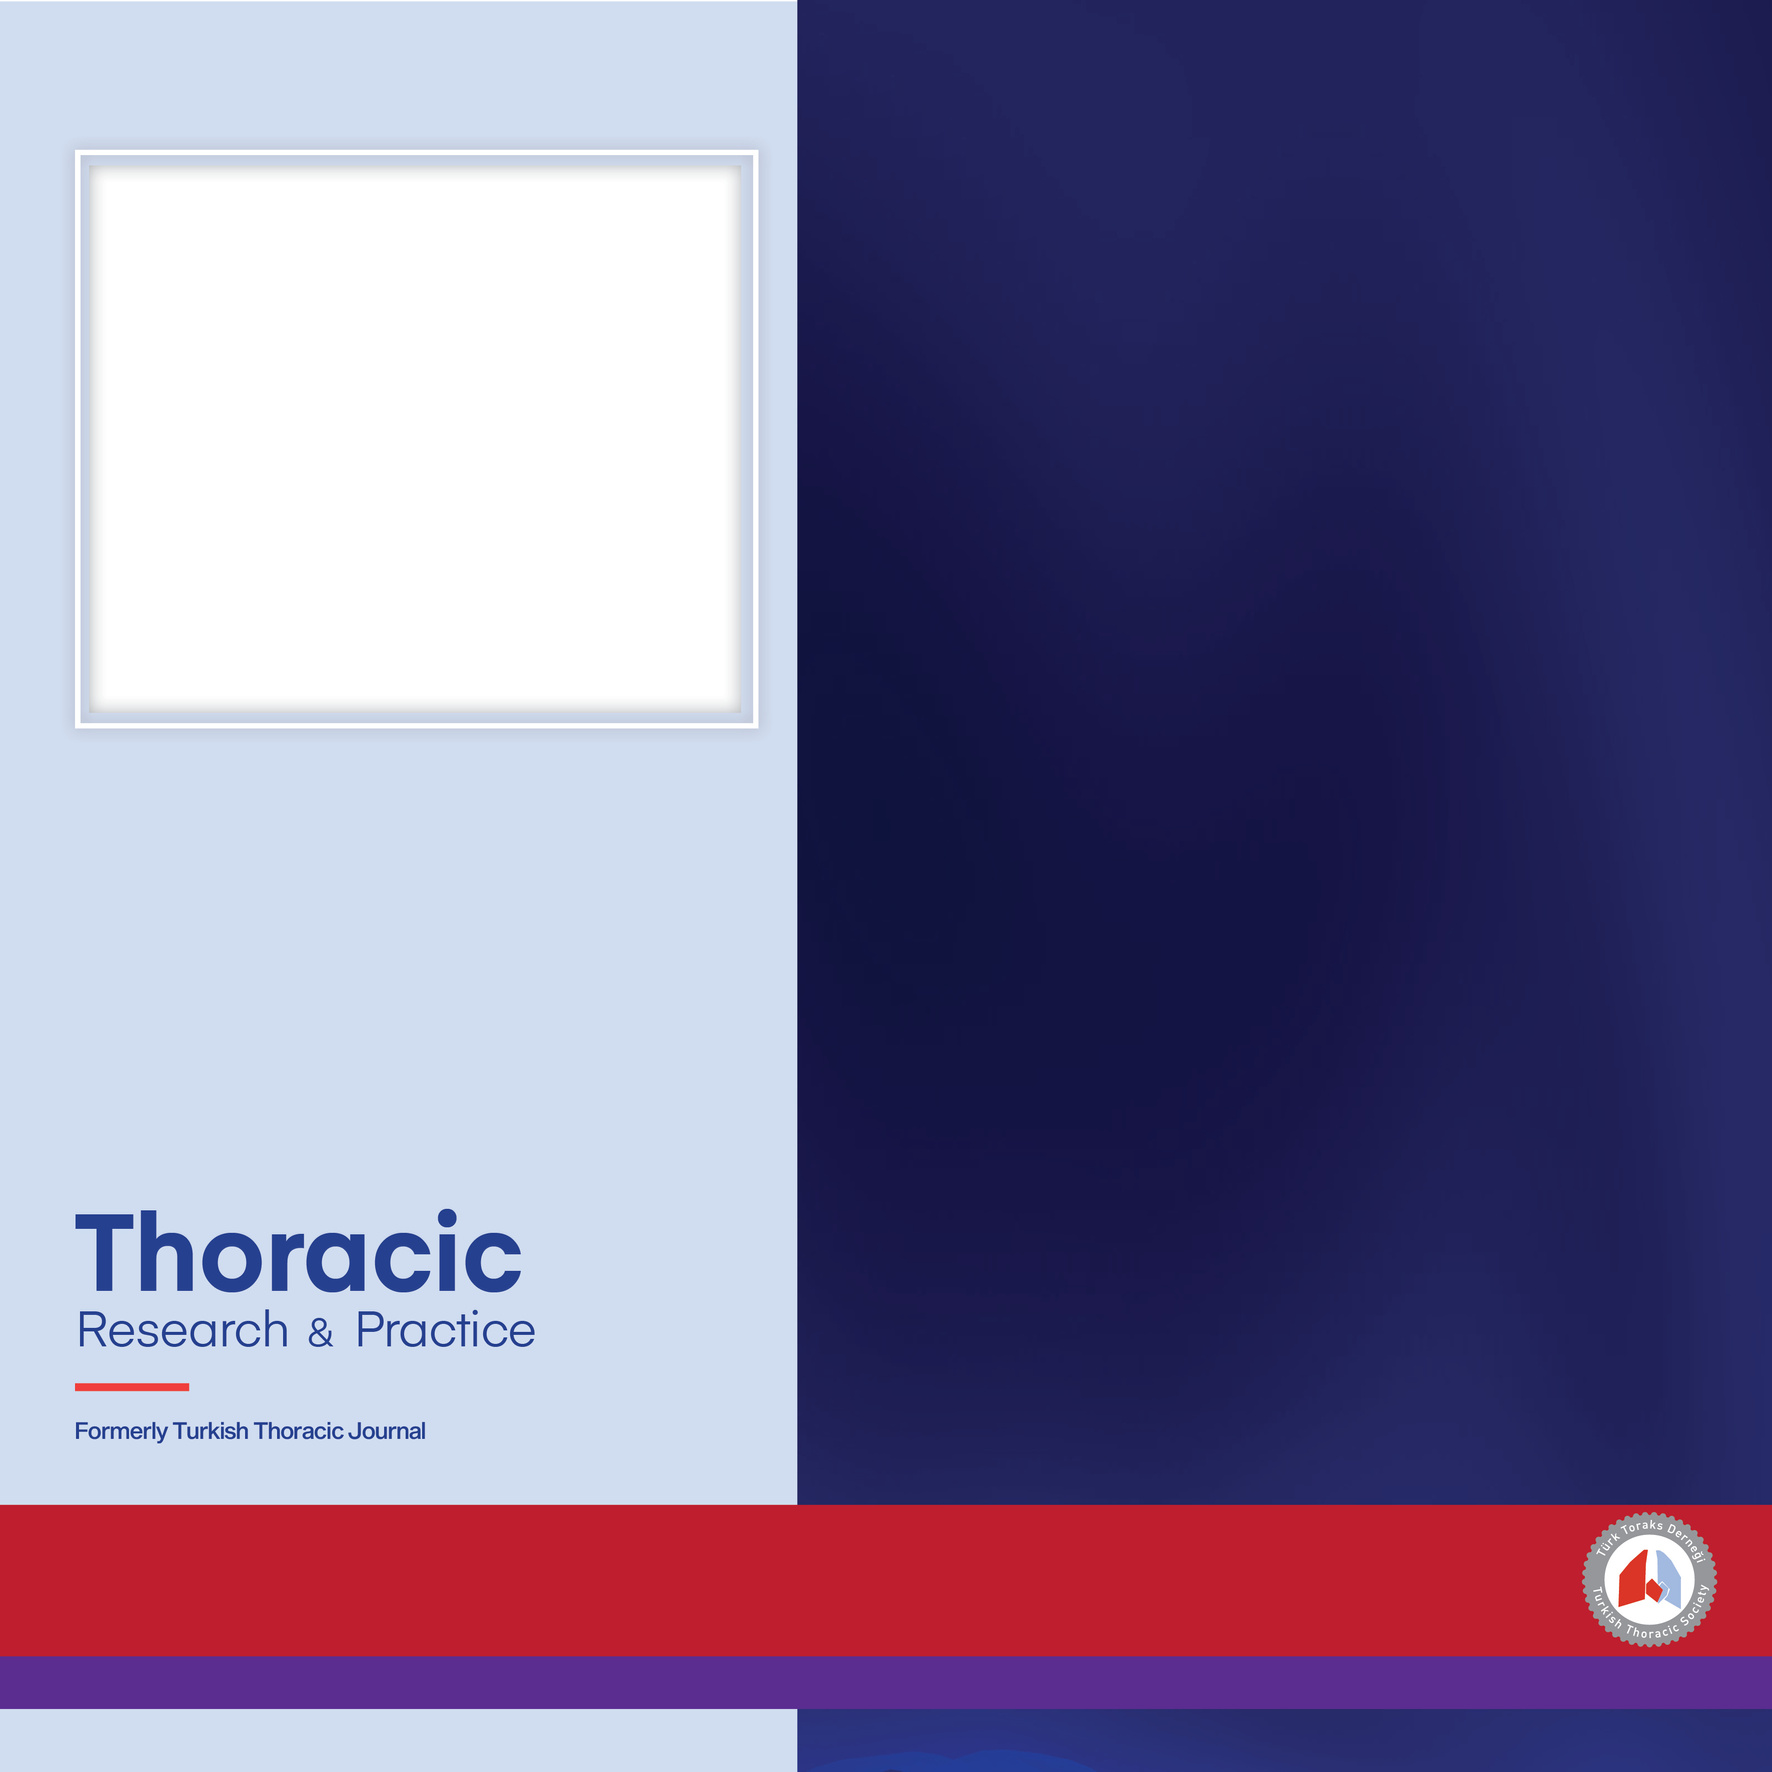 Thoracic
Research & Practice
Formerly Turkish Thoracic Journal
Türk Toraks Derneği
Turkish Thoracic Society